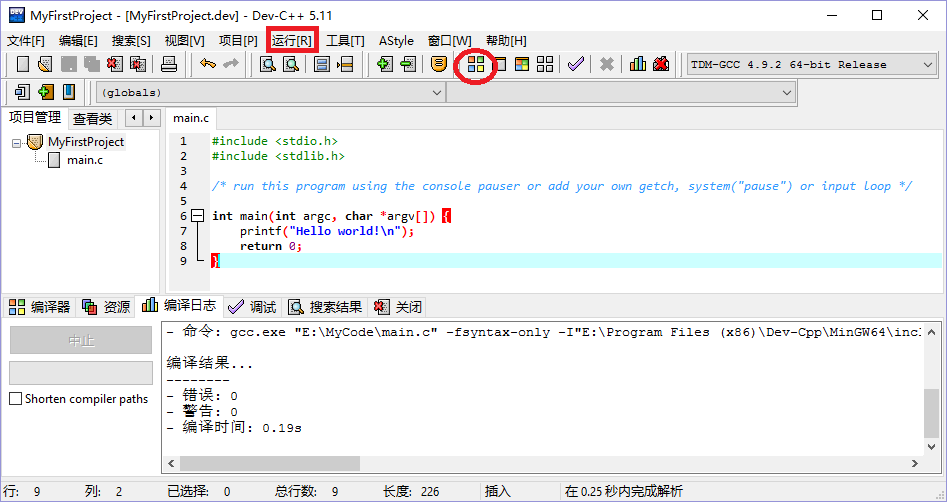 MyFirstProject - [MyFirstProject.dev] - Dev-C++ 5.11
文件[F] 编辑[E] 搜索[S] 视图[V] 项目[P] 运行[R] 工具[T] AStyle 窗口[W] 帮助[H]
TDM-GCC 4.9.2 64-bit Release
(globals)
项目管理 查看类 main.c
MyFirstProject
main.c
1 #include <stdio.h>
2 #include <stdlib.h>
3
4 /* run this program using the console pauser or add your own getch, system("pause") or input loop */
5
6 int main(int argc, char *argv[]) {
7 printf("Hello world!\n");
8 return 0;
9 }
编译器 资源 编译日志 调试 搜索结果 关闭
中止
Shorten compiler paths
- 命令: gcc.exe "E:\MyCode\main.c" -fsyntax-only -I"E:\Program Files (x86)\Dev-Cpp\MinGW64\incl
编译结果...
--------
- 错误: 0
- 警告: 0
- 编译时间: 0.19s
行: 9 列: 2 已选择: 0 总行数: 9 长度: 226 插入 在 0.25 秒内完成解析